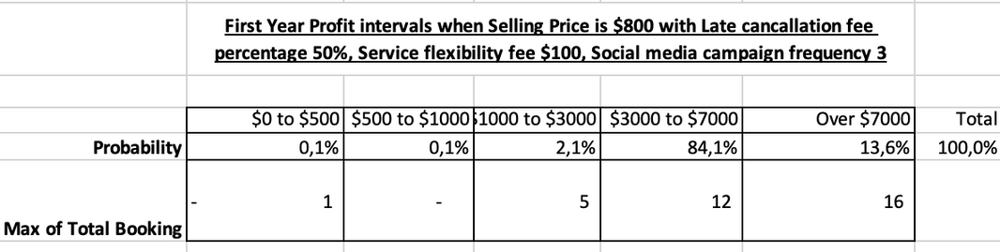 First Year Profit intervals when Selling Price is $800 with Late cancallation fee
percentage 50%, Service flexibility fee $100, Social media campaign frequency 3
$0 to $500 $500 to $1000 $1000 to $3000 $3000 to $7000 Over $7000 Total
Probability 0,1% 0,1% 2,1% 84,1% 13,6% 100,0%
Max of Total Booking - 1 - 5 12 16